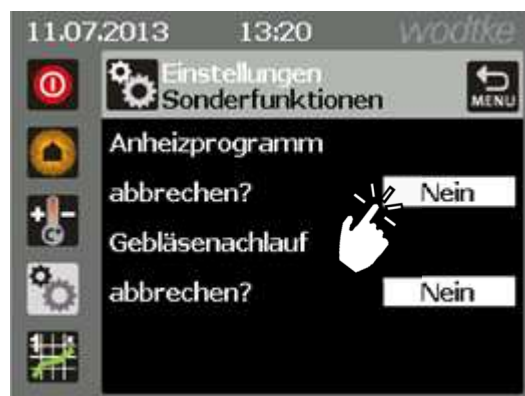 11.07.2013 13:20 wodtke
Einstellungen
Sonderfunktionen
MENU
Anheizprogramm
abbrechen? Nein
Gebläsenachlauf
abbrechen? Nein